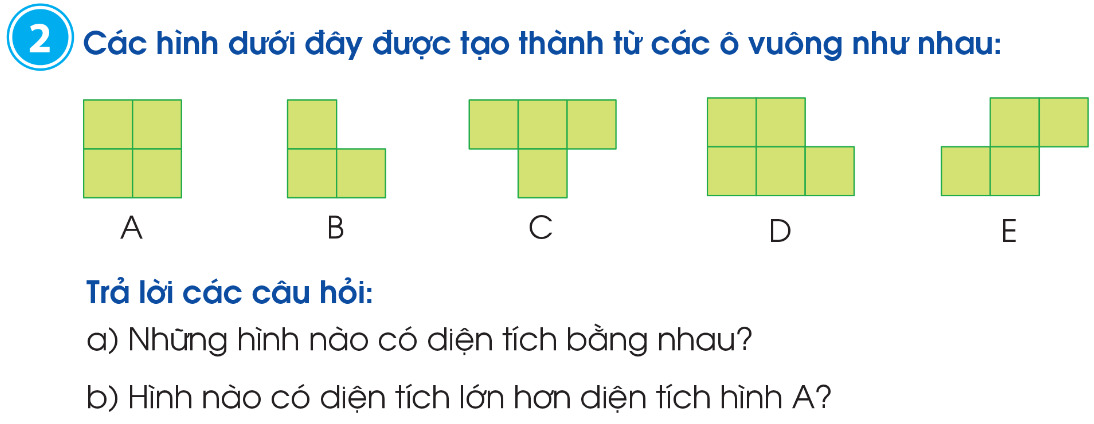 2 Các hình dưới đây được tạo thành từ các ô vuông như nhau:
A B C D E
Trả lời các câu hỏi:
a) Những hình nào có diện tích bằng nhau?
b) Hình nào có diện tích lớn hơn diện tích hình A?